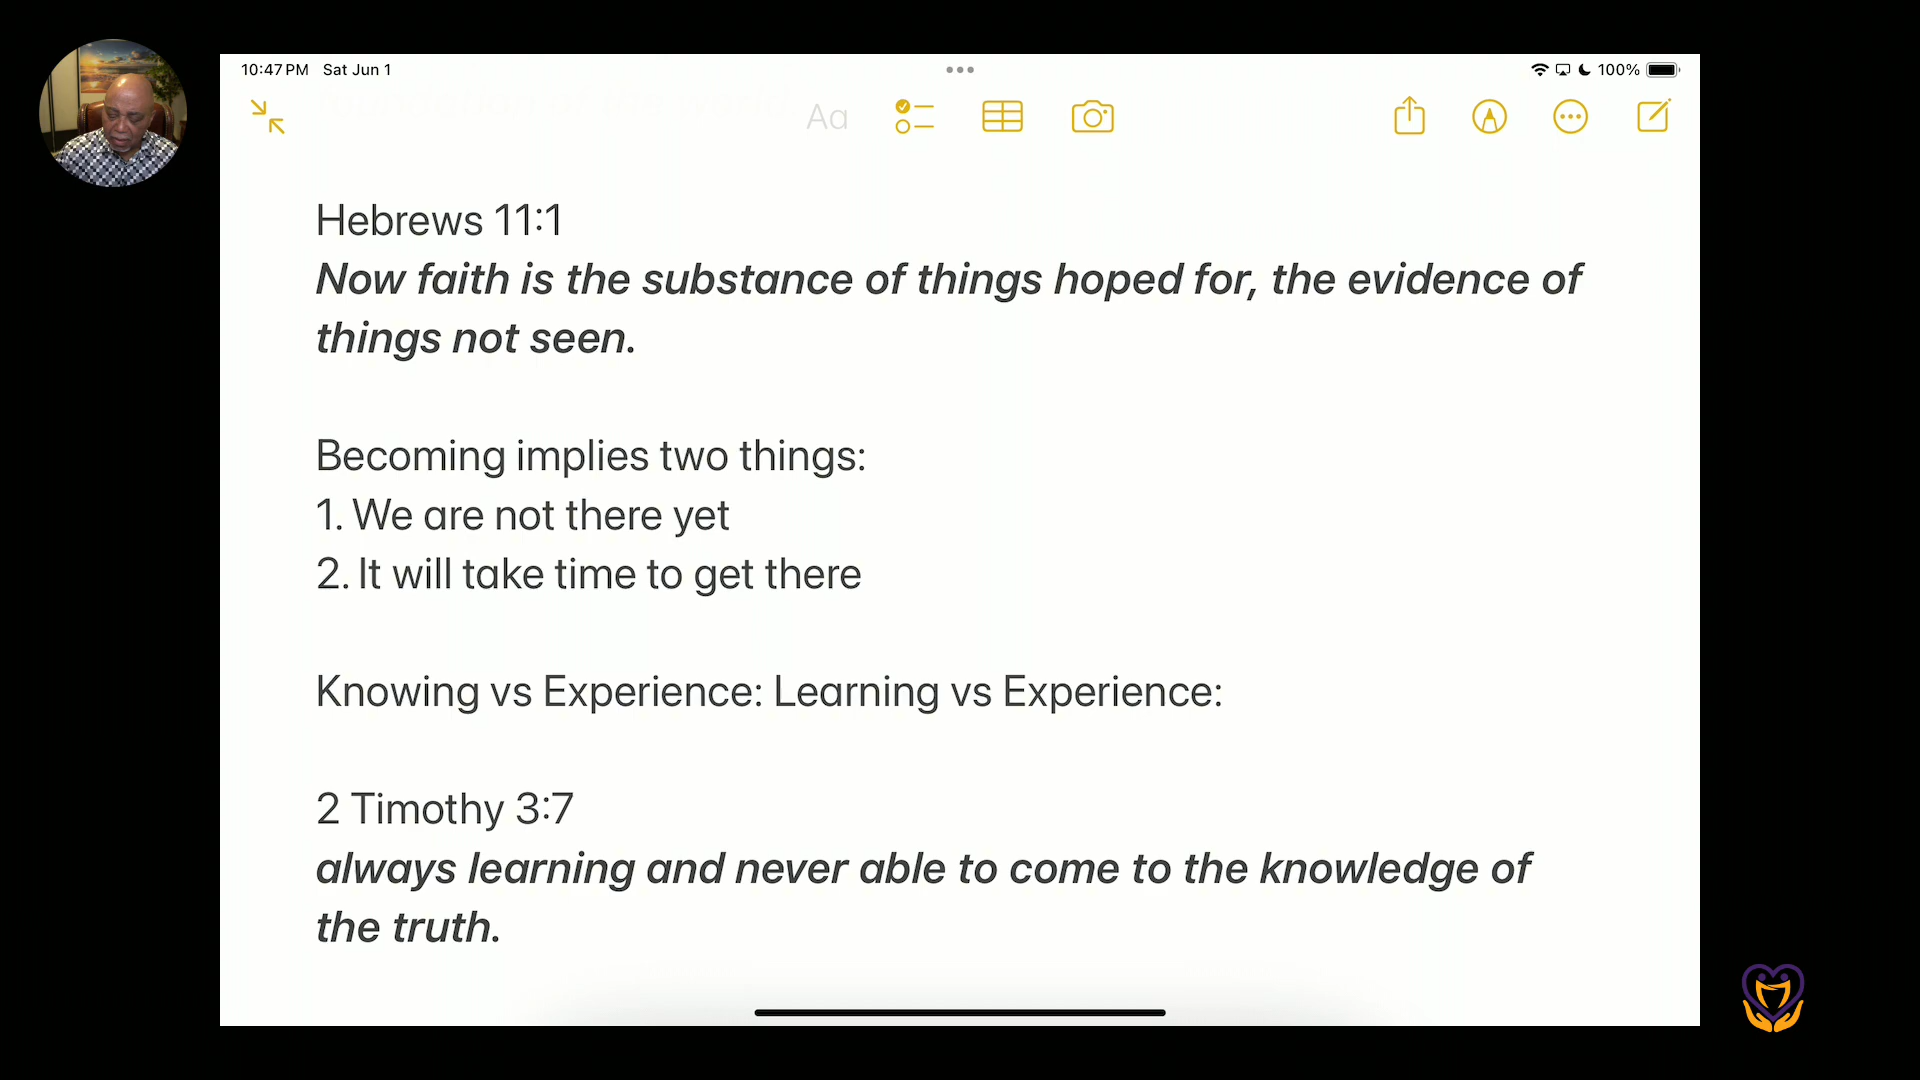 10:47 PM Sat Jun 1
100%
Aa
Hebrews 11:1
Now faith is the substance of things hoped for, the evidence of
things not seen.
Becoming implies two things:
1. We are not there yet
2. It will take time to get there
Knowing vs Experience: Learning vs Experience:
2 Timothy 3:7
always learning and never able to come to the knowledge of
the truth.